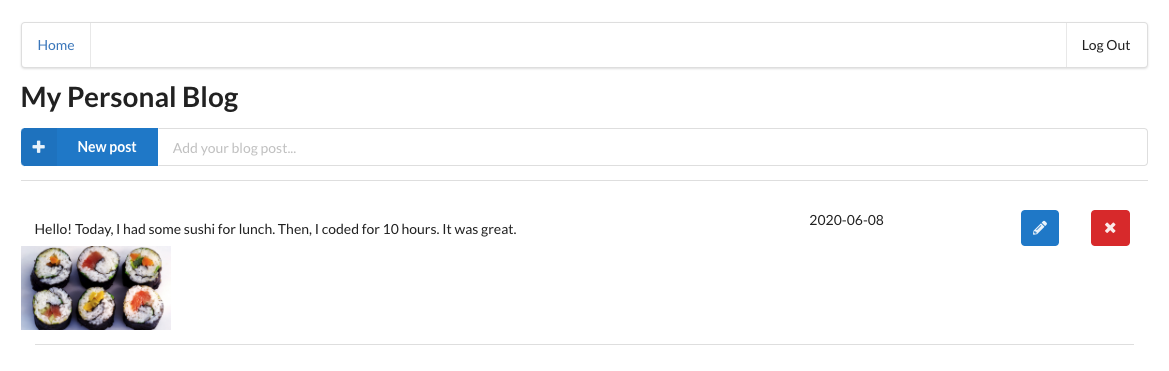 Home
Log Out
My Personal Blog
New post
Add your blog post...
Hello! Today, I had some sushi for lunch. Then, I coded for 10 hours. It was great.
2020-06-08